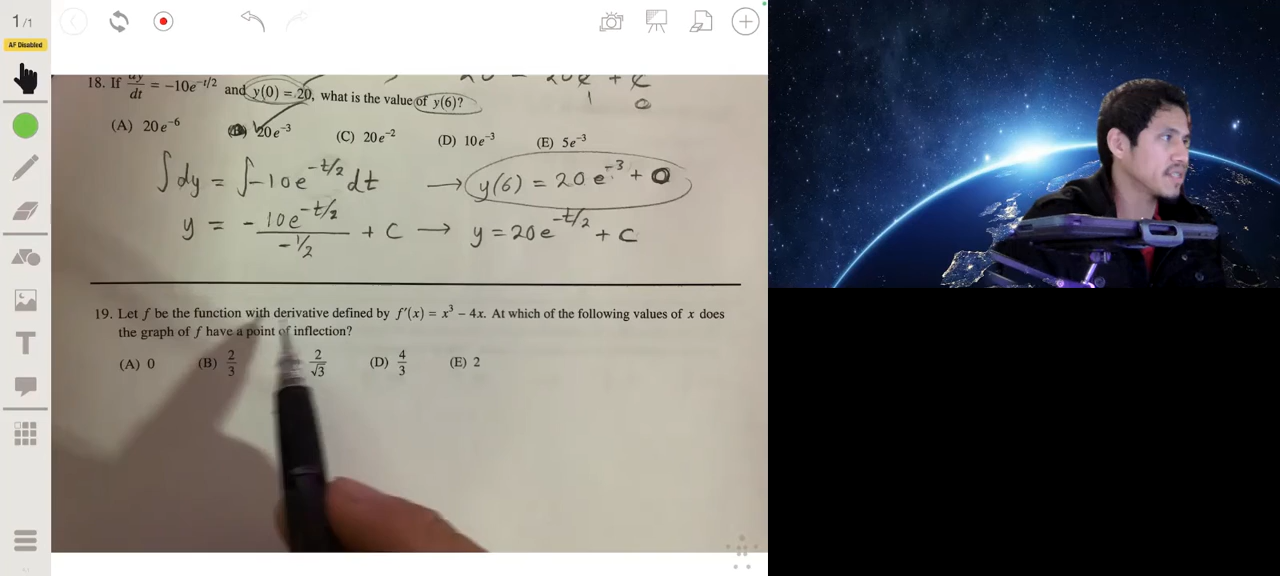 1/1
AF Disabled
18. If dy/dt = -10e^{-t/2} and y(0) = 20, what is the value of y(6)?
(A) 20e^{-6} (B) 20e^{-3} (C) 20e^{-2} (D) 10e^{-3} (E) 5e^{-3}
∫dy = ∫-10e^{-t/2} dt → y(6) = 20e^{-3} + 0
y = -10e^{-t/2}/(-1/2) + C → y = 20e^{-t/2} + C
19. Let f be the function with derivative defined by f'(x) = x^3 - 4x. At which of the following values of x does
the graph of f have a point of inflection?
(A) 0 (B) 2/3 2/√3 (D) 4/3 (E) 2
T